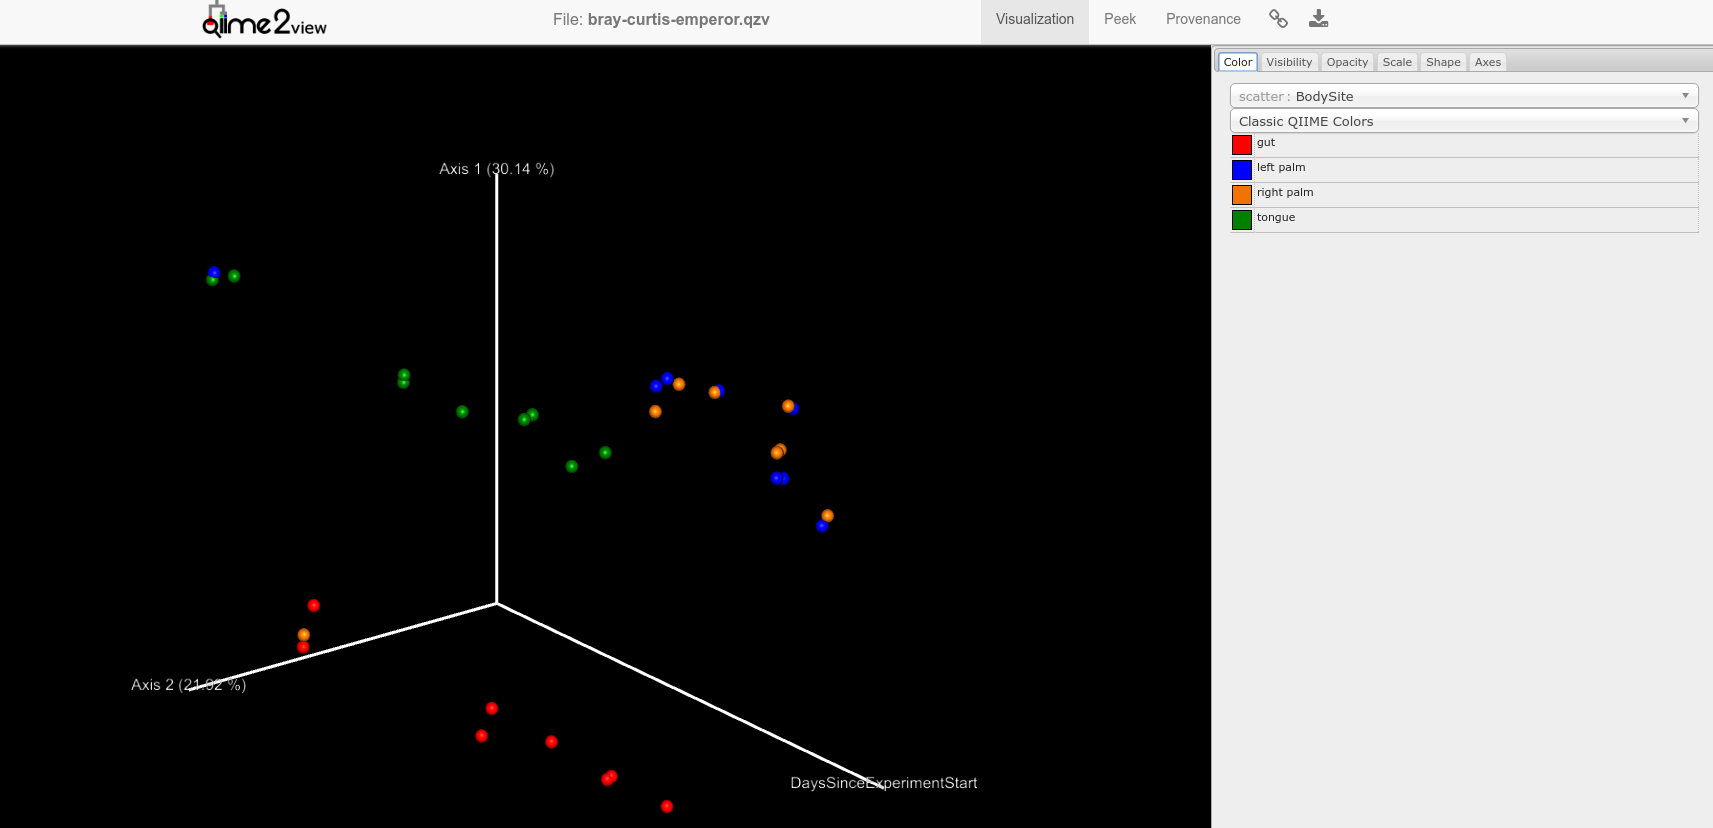 qiime2view
File: bray-curtis-emperor.qzv
Visualization
Peek
Provenance
Color
Visibility
Opacity
Scale
Shape
Axes
scatter: BodySite
Classic QIIME Colors
gut
left palm
right palm
tongue
Axis 1 (30.14 %)
Axis 2 (21.92 %)
DaysSinceExperimentStart